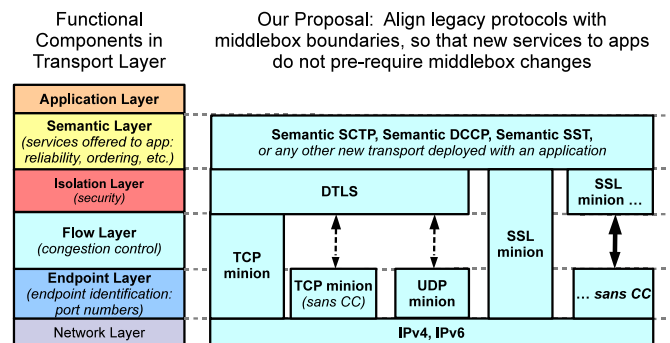 Functional
Components in
Transport Layer
Our Proposal: Align legacy protocols with
middlebox boundaries, so that new services to apps
do not pre-require middlebox changes
Application Layer
Semantic Layer
(services offered to app:
reliability, ordering, etc.)
Isolation Layer
(security)
Flow Layer
(congestion control)
Endpoint Layer
(endpoint identification:
port numbers)
Network Layer
Semantic SCTP, Semantic DCCP, Semantic SST,
or any other new transport deployed with an application
DTLS
SSL
minion ...
TCP
minion
SSL
minion
TCP minion
(sans CC)
UDP
minion
... sans CC
IPv4, IPv6